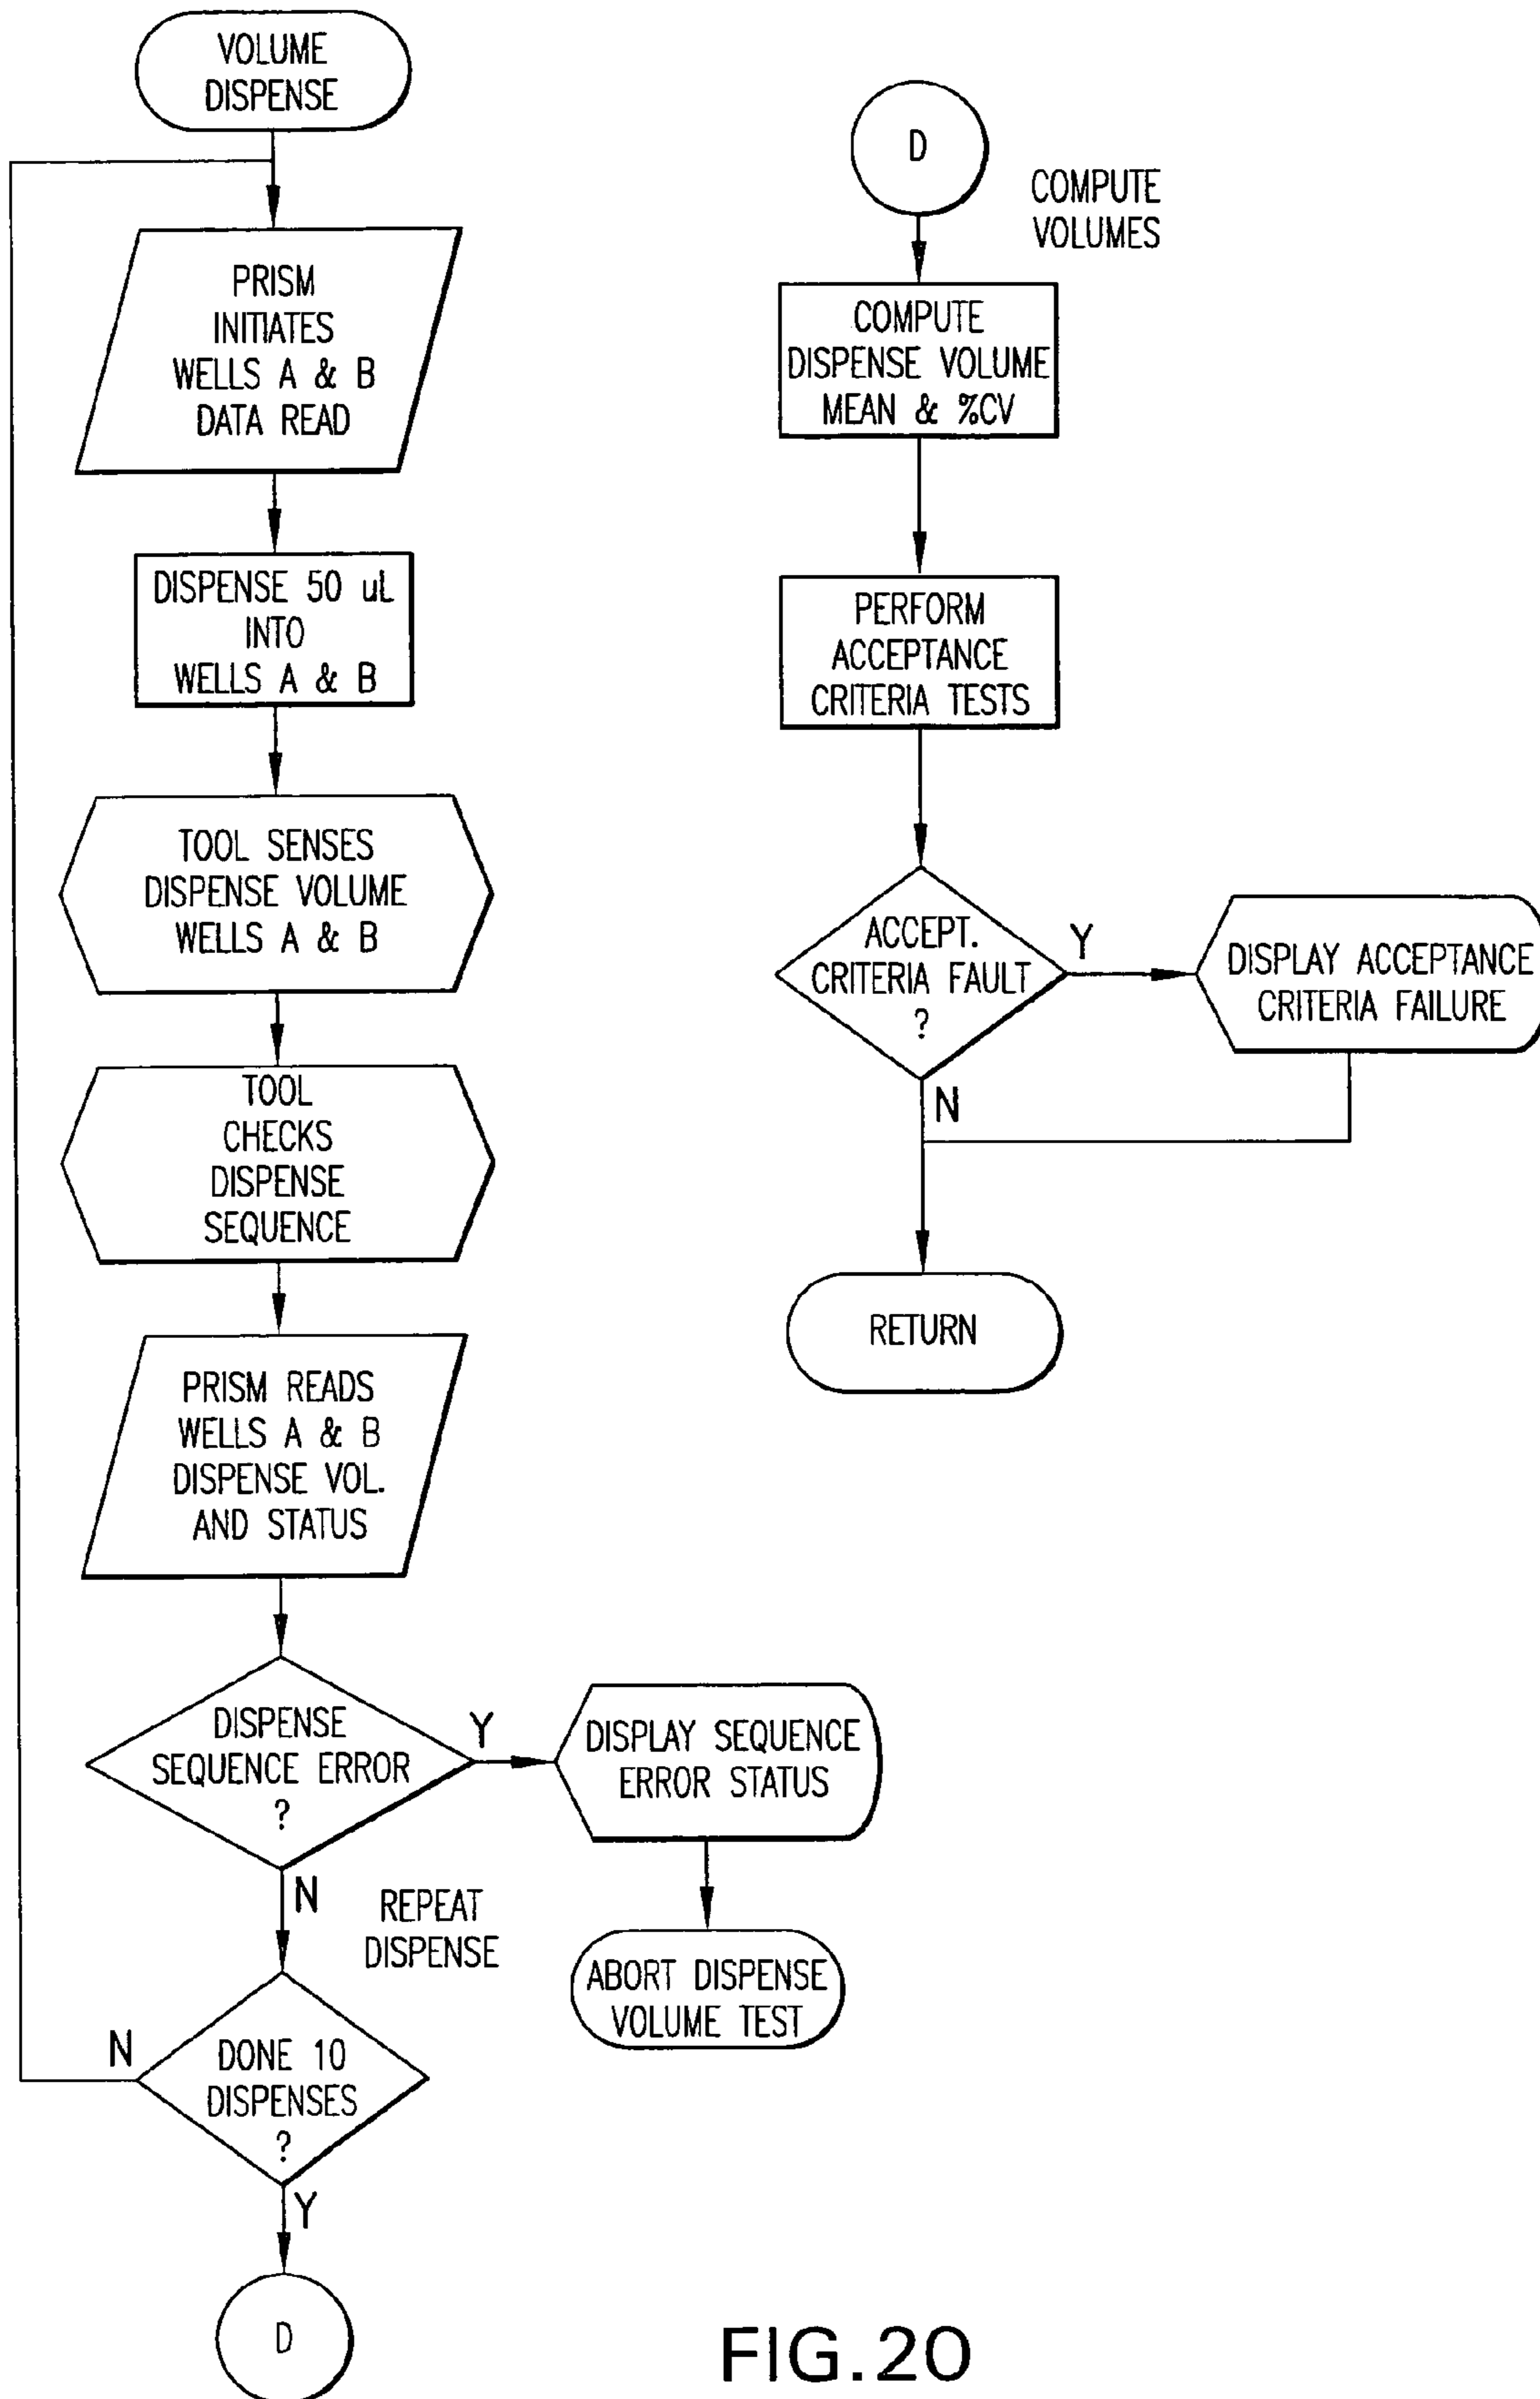 VOLUME
DISPENSE
PRISM
INITIATES
WELLS A & B
DATA READ
DISPENSE 50 uL
INTO
WELLS A & B
TOOL SENSES
DISPENSE VOLUME
WELLS A & B
TOOL
CHECKS
DISPENSE
SEQUENCE
PRISM READS
WELLS A & B
DISPENSE VOL.
AND STATUS
DISPENSE
SEQUENCE ERROR
?
Y
DISPLAY SEQUENCE
ERROR STATUS
ABORT DISPENSE
VOLUME TEST
N
REPEAT
DISPENSE
DONE 10
DISPENSES
?
N
Y
D
D
COMPUTE
VOLUMES
COMPUTE
DISPENSE VOLUME
MEAN & %CV
PERFORM
ACCEPTANCE
CRITERIA TESTS
ACCEPT.
CRITERIA FAULT
?
Y
DISPLAY ACCEPTANCE
CRITERIA FAILURE
N
RETURN
FIG.20